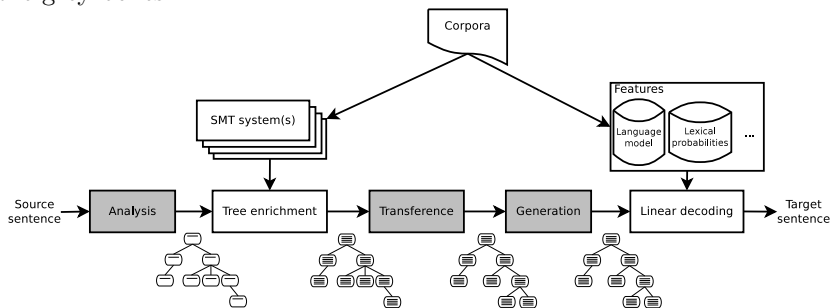 Corpora
SMT system(s)
Features
Language
model
Lexical
probabilities
...
Source
sentence
Analysis
Tree enrichment
Transference
Generation
Linear decoding
Target
sentence